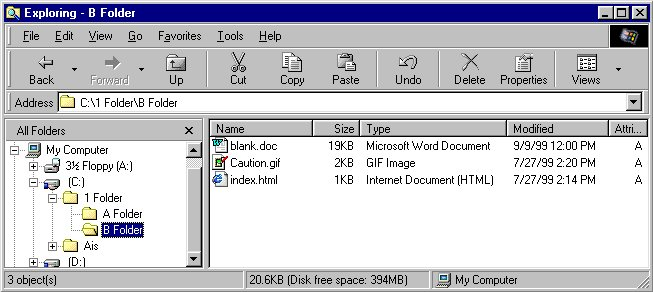 Exploring - B Folder
File Edit View Go Favorites Tools Help
Back Forward Up Cut Copy Paste Undo Delete Properties Views
Address C:\1 Folder\B Folder
All Folders
My Computer
3½ Floppy (A:)
(C:)
1 Folder
A Folder
B Folder
Ais
(D:)
Name Size Type Modified Attri...
blank.doc 19KB Microsoft Word Document 9/9/99 12:00 PM A
Caution.gif 2KB GIF Image 7/27/99 2:20 PM A
index.html 1KB Internet Document (HTML) 7/27/99 2:14 PM A
3 object(s) 20.6KB (Disk free space: 394MB) My Computer